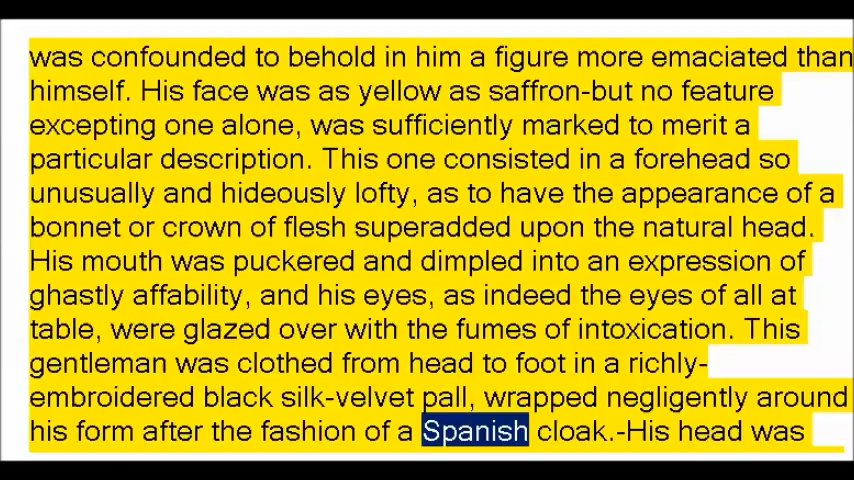 was confounded to behold in him a figure more emaciated than
himself. His face was as yellow as saffron-but no feature
excepting one alone, was sufficiently marked to merit a
particular description. This one consisted in a forehead so
unusually and hideously lofty, as to have the appearance of a
bonnet or crown of flesh superadded upon the natural head.
His mouth was puckered and dimpled into an expression of
ghastly affability, and his eyes, as indeed the eyes of all at
table, were glazed over with the fumes of intoxication. This
gentleman was clothed from head to foot in a richly-
embroidered black silk-velvet pall, wrapped negligently around
his form after the fashion of a Spanish cloak.-His head was